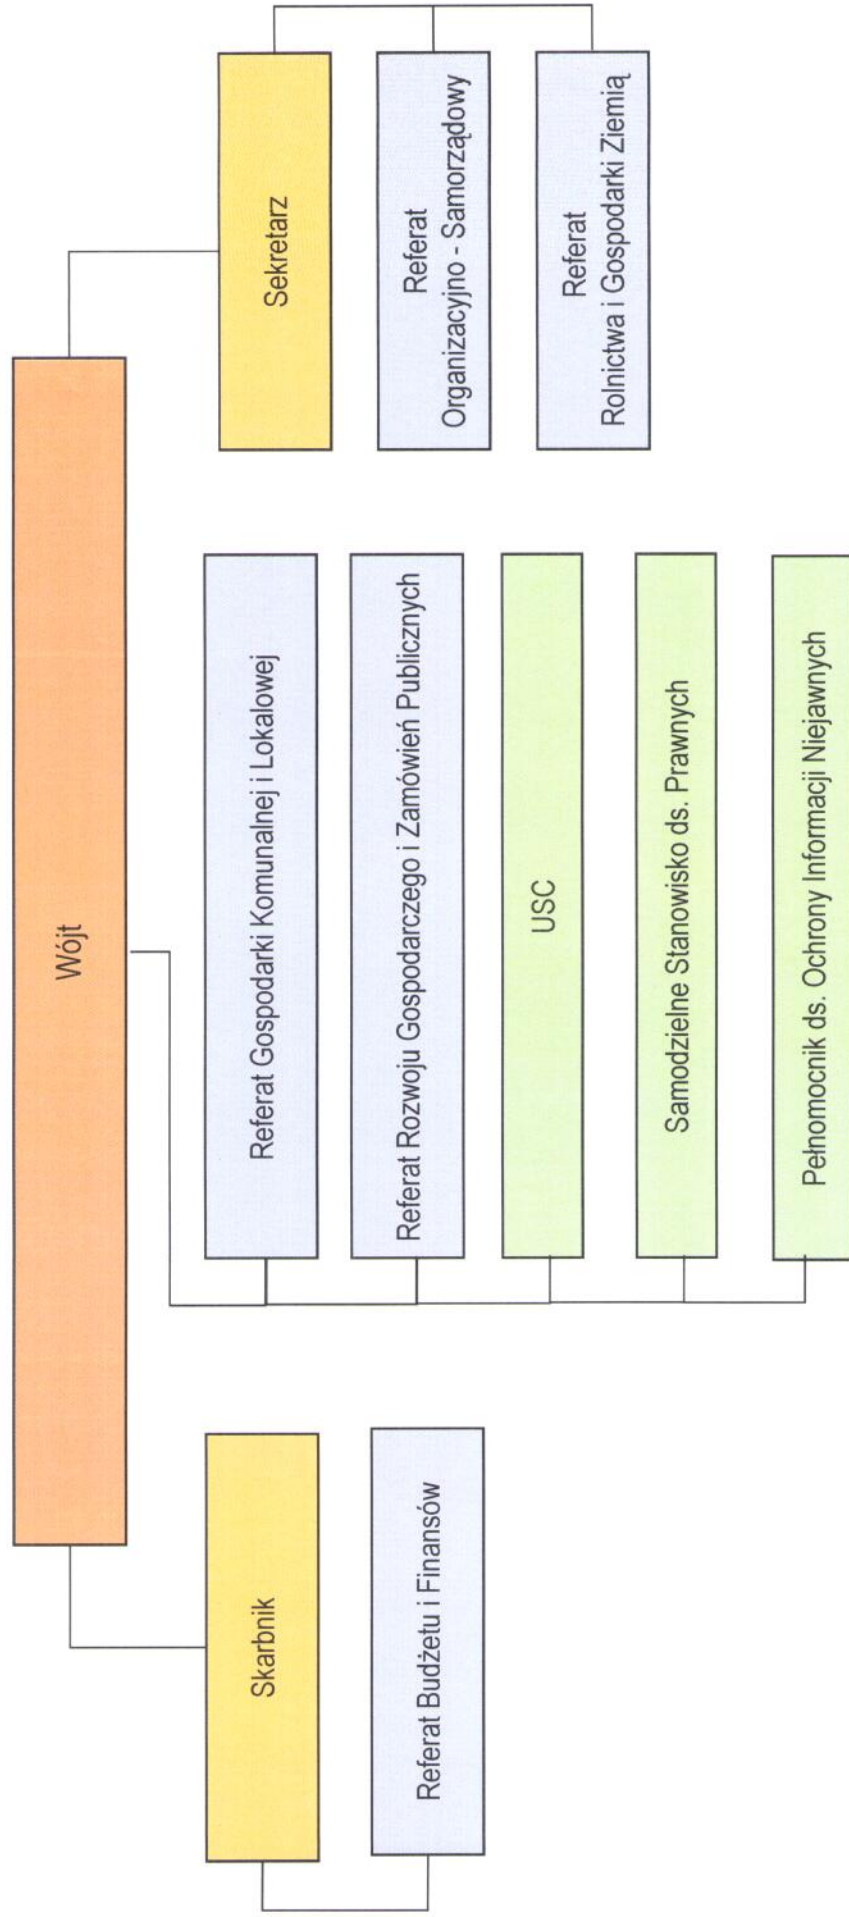 Wójt
Skarbnik
Referat Budżetu i Finansów
Referat Gospodarki Komunalnej i Lokalowej
Referat Rozwoju Gospodarczego i Zamówień Publicznych
USC
Samodzielne Stanowisko ds. Prawnych
Pełnomocnik ds. Ochrony Informacji Niejawnych
Sekretarz
Referat
Organizacyjno - Samorządowy
Referat
Rolnictwa i Gospodarki Ziemią